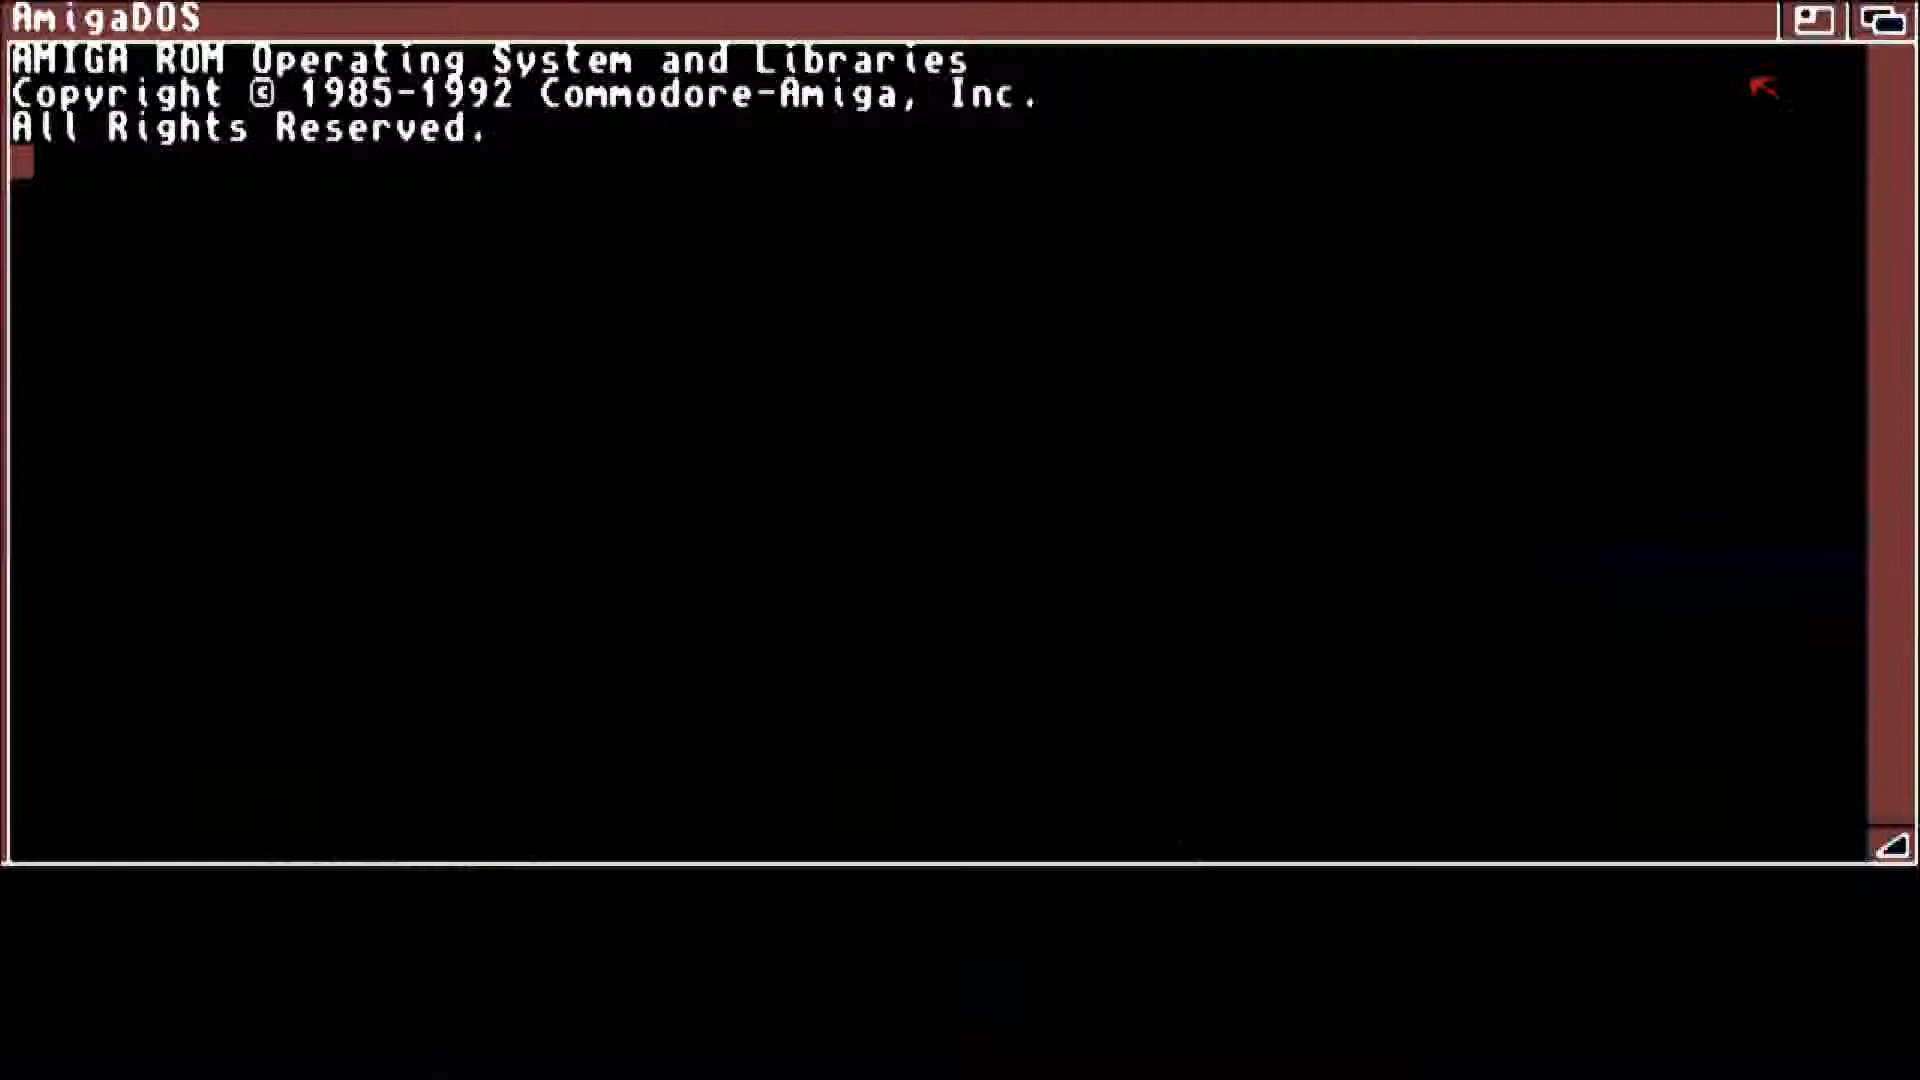 AmigaDOS
AMIGA ROM Operating System and Libraries
Copyright © 1985-1992 Commodore-Amiga, Inc.
All Rights Reserved.